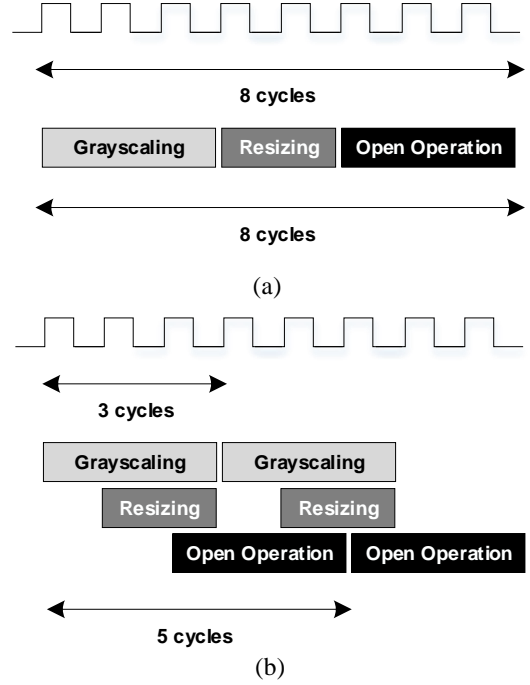 8 cycles
Grayscaling Resizing Open Operation
8 cycles
(a)
3 cycles
Grayscaling Grayscaling
Resizing Resizing
Open Operation Open Operation
5 cycles
(b)